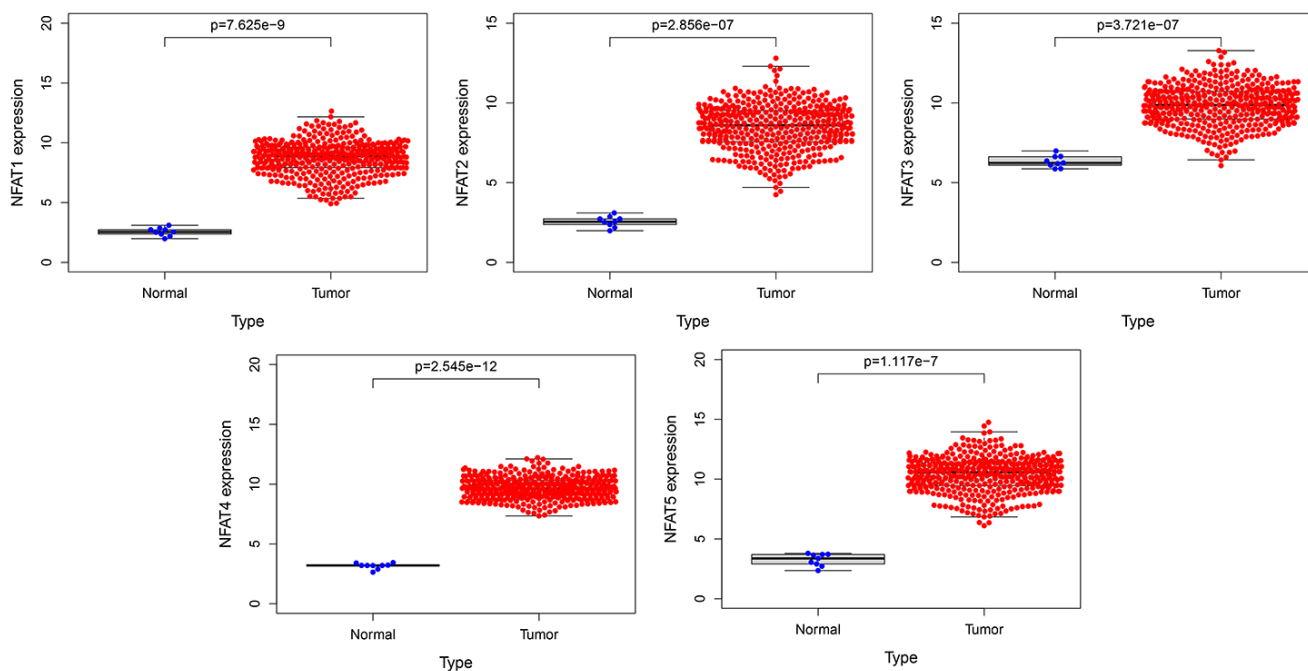 p=7.625e-9
20
15
10
5
0
NFAT1 expression
Normal
Tumor
Type
p=2.856e-07
15
10
5
0
NFAT2 expression
Normal
Tumor
Type
p=3.721e-07
15
10
5
0
NFAT3 expression
Normal
Tumor
Type
p=2.545e-12
20
15
10
5
0
NFAT4 expression
Normal
Tumor
Type
p=1.117e-7
20
15
10
5
0
NFAT5 expression
Normal
Tumor
Type